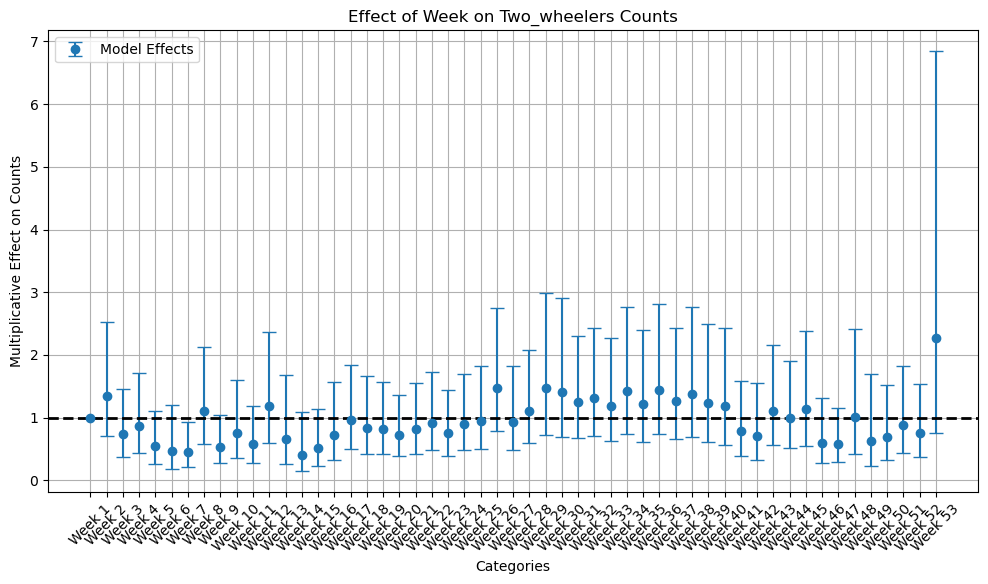 Effect of Week on Two_wheelers Counts
Model Effects
Multiplicative Effect on Counts
7
6
5
4
3
2
1
0
Week 1
Week 2
Week 3
Week 4
Week 5
Week 6
Week 7
Week 8
Week 9
Week 10
Week 11
Week 12
Week 13
Week 14
Week 15
Week 16
Week 17
Week 18
Week 19
Week 20
Week 21
Week 22
Week 23
Week 24
Week 25
Week 26
Week 27
Week 28
Week 29
Week 30
Week 31
Week 32
Week 33
Week 34
Week 35
Week 36
Week 37
Week 38
Week 39
Week 40
Week 41
Week 42
Week 43
Week 44
Week 45
Week 46
Week 47
Week 48
Week 49
Week 50
Week 51
Week 52
Week 53
Categories